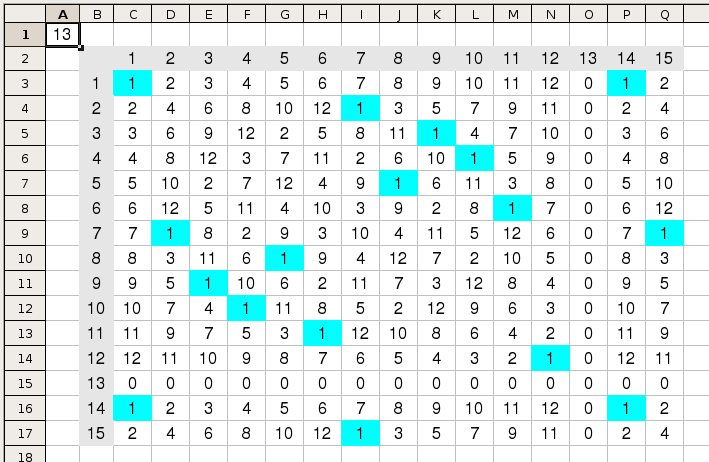 A B C D E F G H I J K L M N O P Q
1 13
2 1 2 3 4 5 6 7 8 9 10 11 12 13 14 15
3 1 1 2 3 4 5 6 7 8 9 10 11 12 0 1 2
4 2 2 4 6 8 10 12 1 3 5 7 9 11 0 2 4
5 3 3 6 9 12 2 5 8 11 1 4 7 10 0 3 6
6 4 4 8 12 3 7 11 2 6 10 1 5 9 0 4 8
7 5 5 10 2 7 12 4 9 1 6 11 3 8 0 5 10
8 6 6 12 5 11 4 10 3 9 2 8 1 7 0 6 12
9 7 7 1 8 2 9 3 10 4 11 5 12 6 0 7 1
10 8 8 3 11 6 1 9 4 12 7 2 10 5 0 8 3
11 9 9 5 1 10 6 2 11 7 3 12 8 4 0 9 5
12 10 10 7 4 1 11 8 5 2 12 9 6 3 0 10 7
13 11 11 9 7 5 3 1 12 10 8 6 4 2 0 11 9
14 12 12 11 10 9 8 7 6 5 4 3 2 1 0 12 11
15 13 0 0 0 0 0 0 0 0 0 0 0 0 0 0 0
16 14 1 2 3 4 5 6 7 8 9 10 11 12 0 1 2
17 15 2 4 6 8 10 12 1 3 5 7 9 11 0 2 4
18